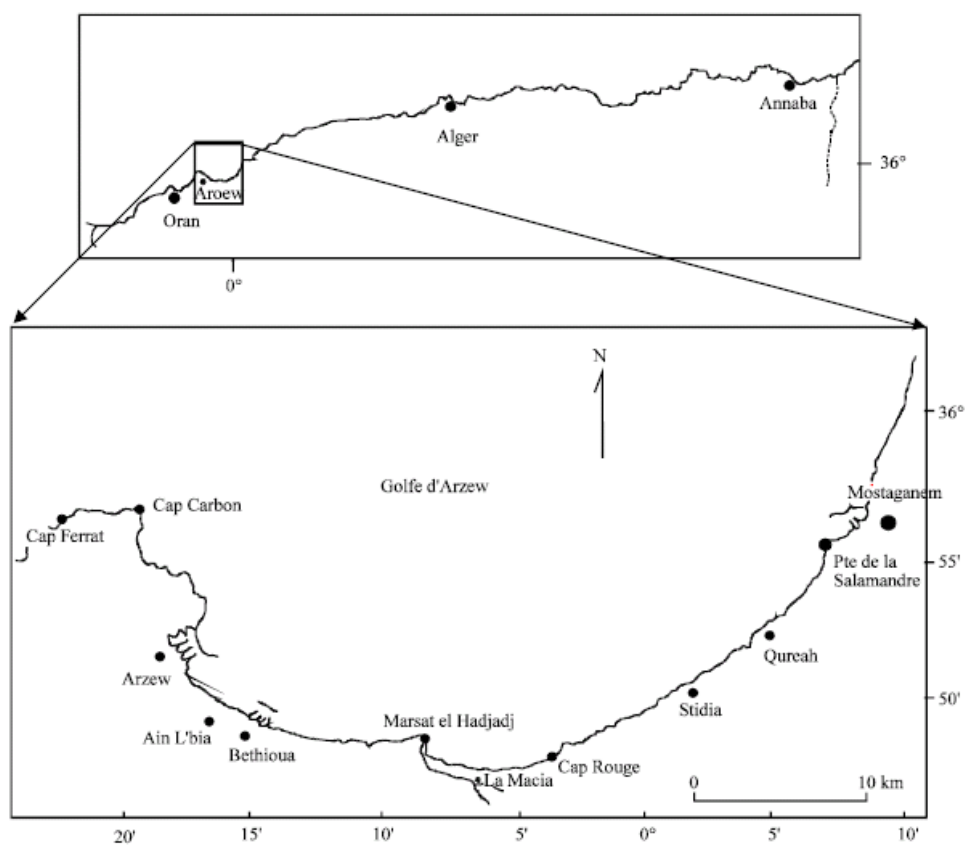 Annaba
Alger
36°
Aroew
Oran
0°
N
36°
Golfe d'Arzew
Mostaganem
Cap Carbon
Cap Ferrat
55'
Pte de la
Salamandre
Qureah
Arzew
50'
Stidia
Marsat el Hadjadj
Ain L'bia
Bethioua
Cap Rouge
La Macia
0 10 km
20' 15' 10' 5' 0° 5' 10'